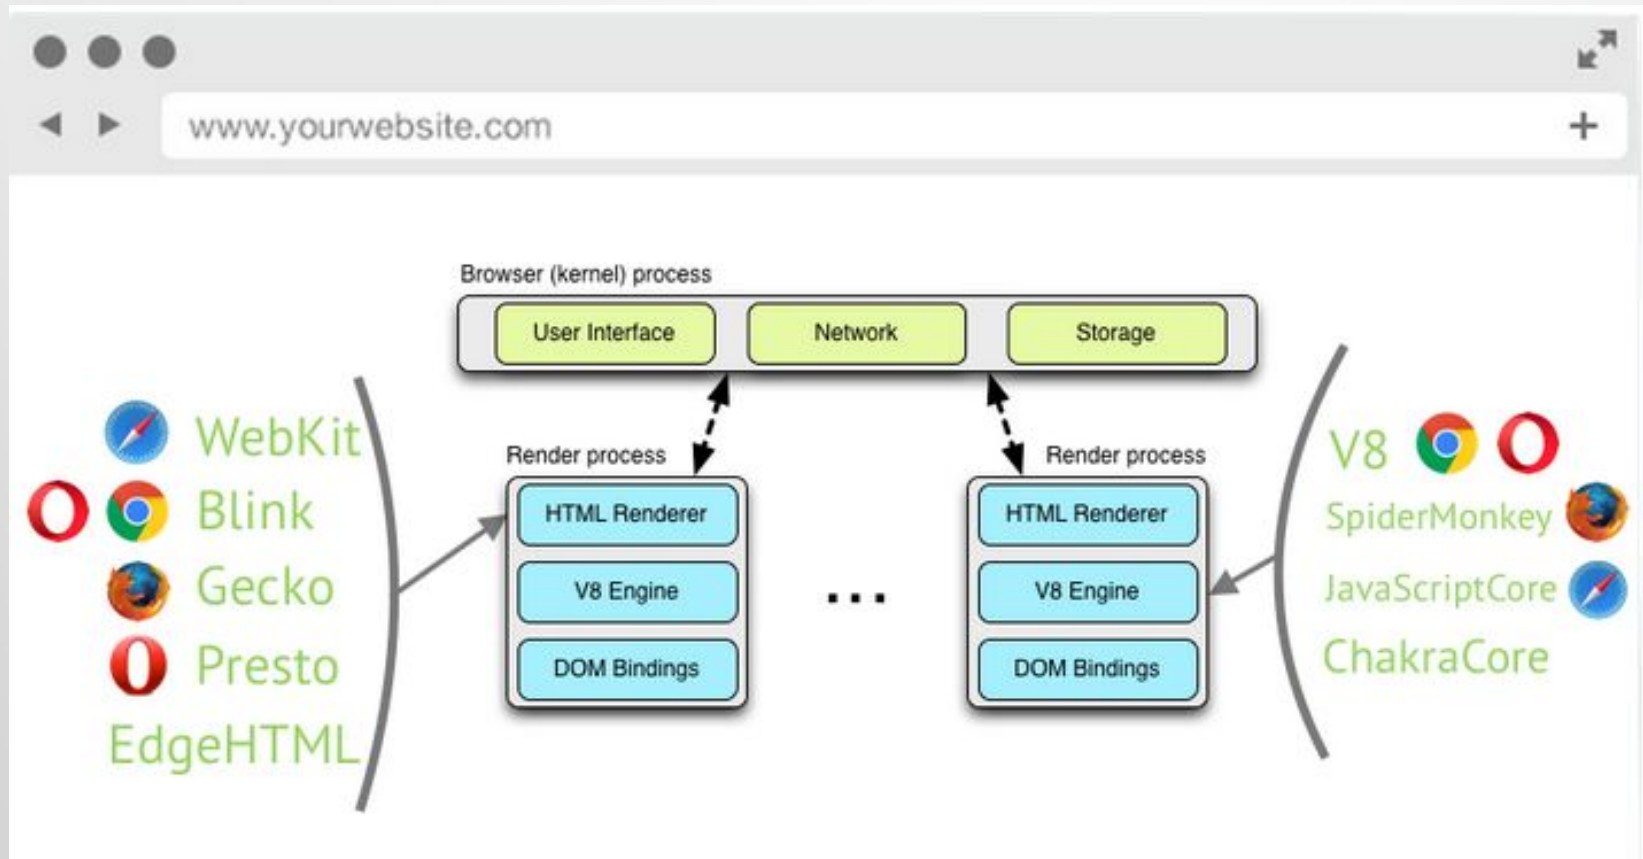 www.yourwebsite.com
Browser (kernel) process
User Interface
Network
Storage
WebKit
Blink
Gecko
Presto
EdgeHTML
Render process
HTML Renderer
V8 Engine
DOM Bindings
...
Render process
HTML Renderer
V8 Engine
DOM Bindings
V8
SpiderMonkey
JavaScriptCore
ChakraCore